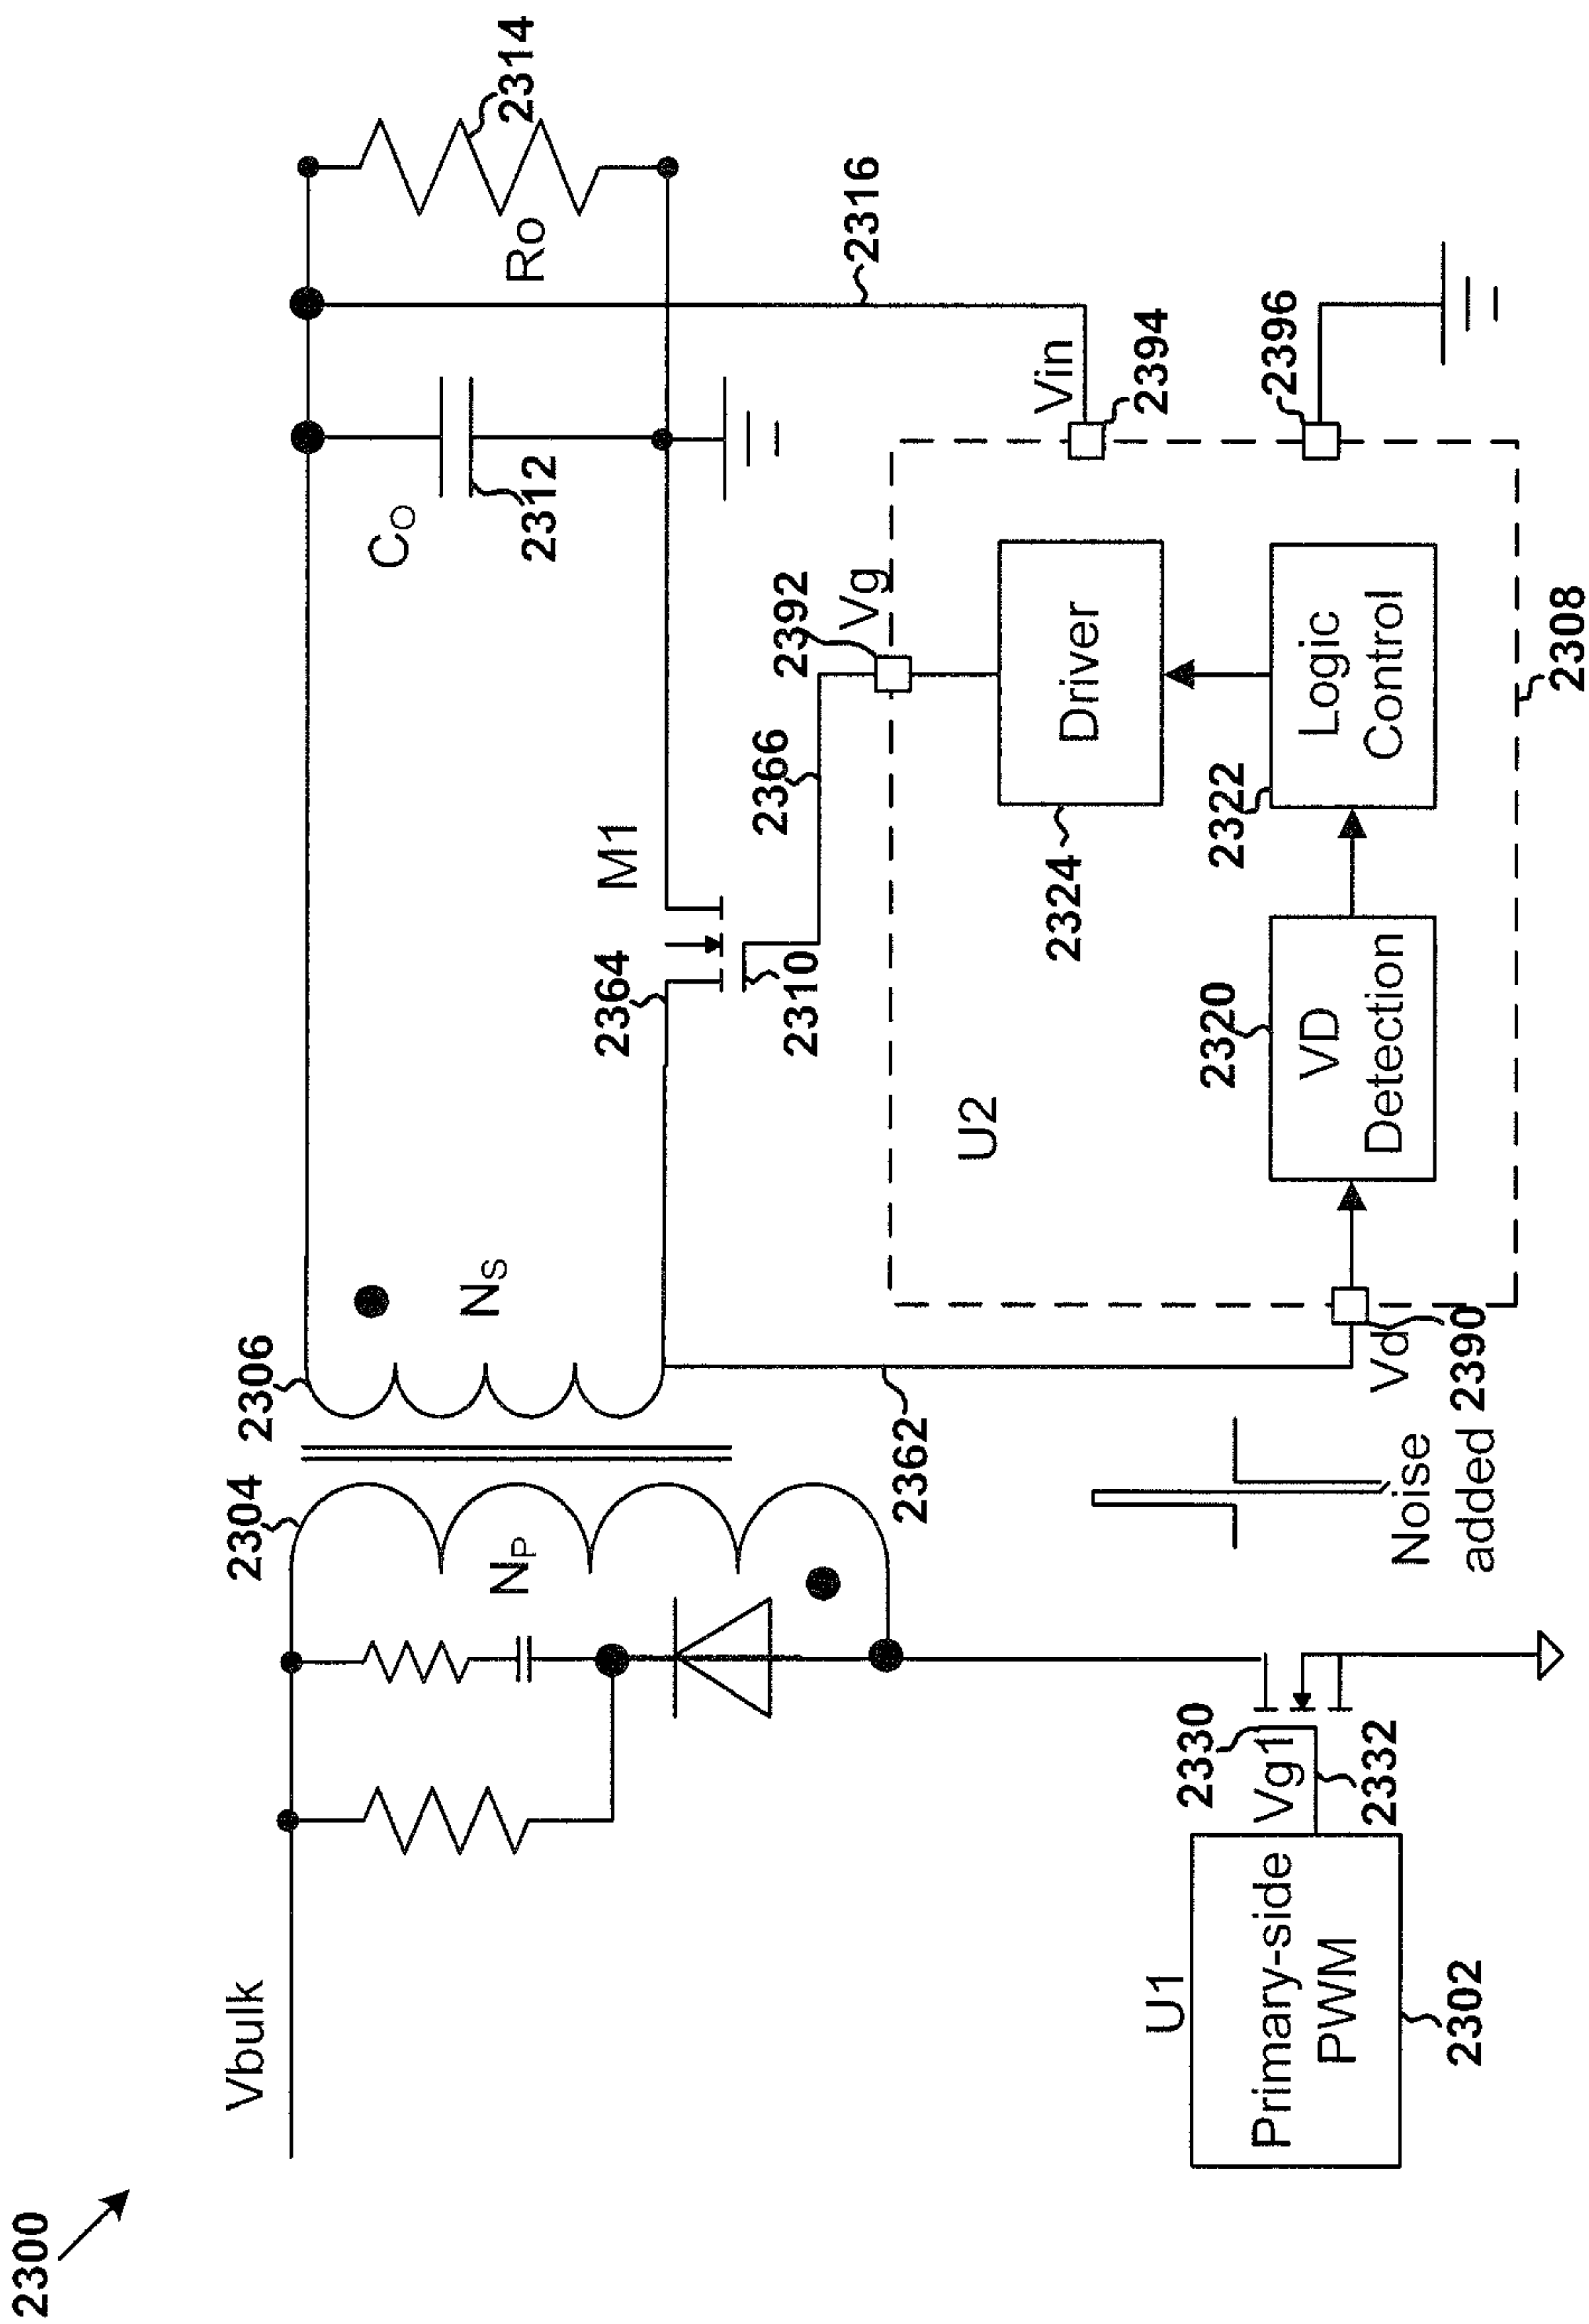 2300
Vbulk
2304
NP
2306
NS
CO
2312
Ro
2314
2364
M1
2310
2366
2392
Vg
2316
2362
U2
Vin
2394
2324
Driver
2396
2320
VD
Detection
2322
Logic
Control
2308
Vd
2390
Noise
added
U1
Primary-side
PWM
2302
2330
Vg1
2332